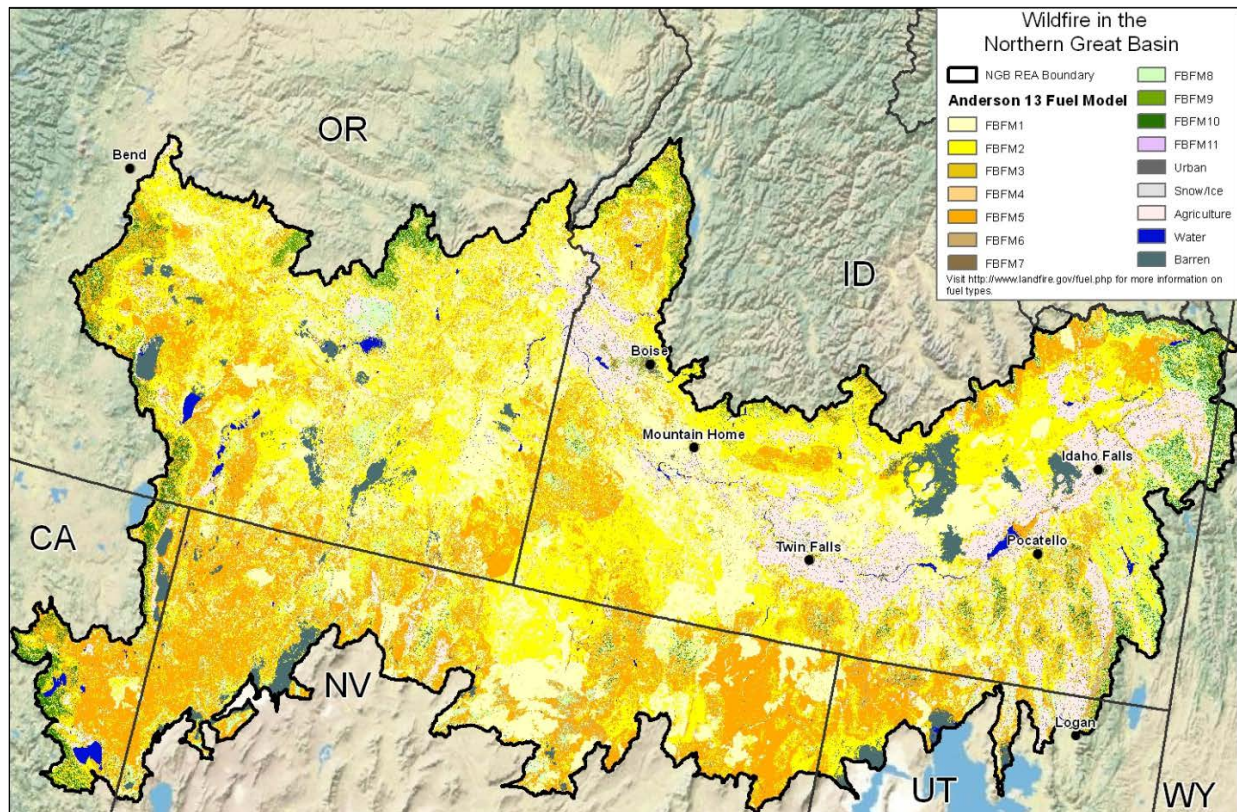 Wildfire in the
Northern Great Basin
NGB REA Boundary
Anderson 13 Fuel Model
FBFM1
FBFM2
FBFM3
FBFM4
FBFM5
FBFM6
FBFM7
FBFM8
FBFM9
FBFM10
FBFM11
Urban
Snow/Ice
Agriculture
Water
Barren
Visit http://www.landfire.gov/fuel.php for more information on
fuel types.
OR
Bend
ID
Boise
Mountain Home
Idaho Falls
CA
Twin Falls
Pocatello
NV
Logan
UT
WY